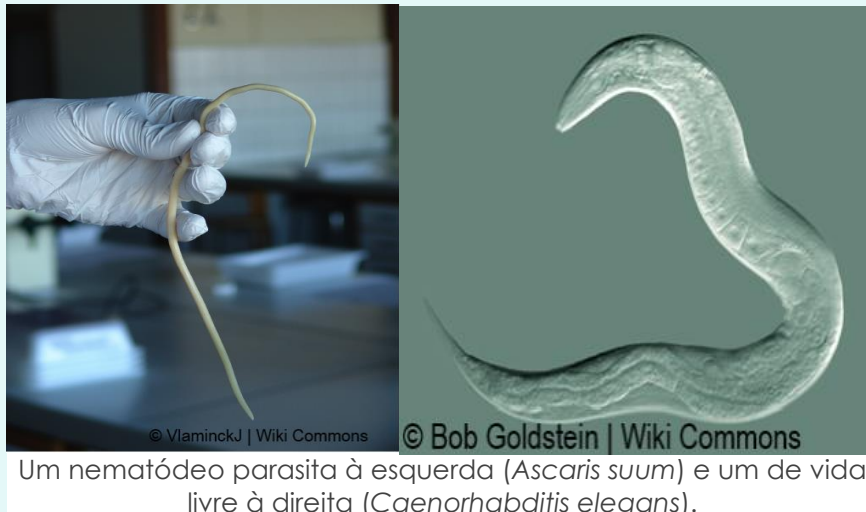 © VlaminckJ | Wiki Commons
© Bob Goldstein | Wiki Commons
Um nematódeo parasita à esquerda (Ascaris suum) e um de vida
livre à direita (Caenorhabditis elegans).